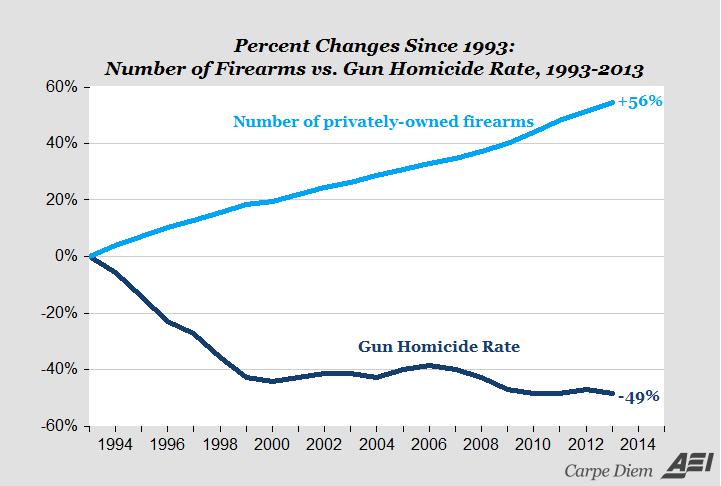 Percent Changes Since 1993:
Number of Firearms vs. Gun Homicide Rate, 1993-2013
60%
+56%
Number of privately-owned firearms
40%
20%
0%
-20%
Gun Homicide Rate
-40%
-49%
-60%
1994 1996 1998 2000 2002 2004 2006 2008 2010 2012 2014
Carpe Diem AEI